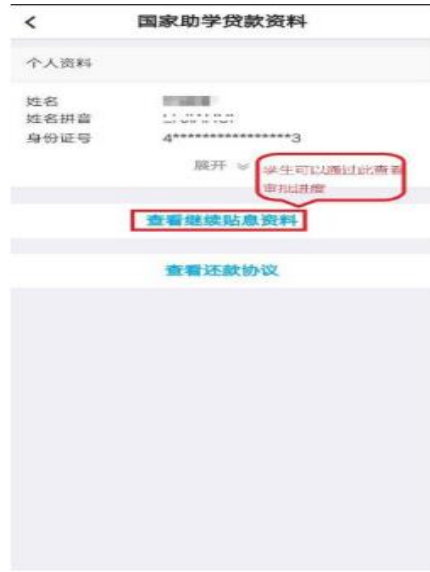 国家助学贷款资料
个人资料
姓名
姓名拼音
身份证号 4****************3
展开
学生可以通过此查看
审批进度
查看继续贴息资料
查看还款协议